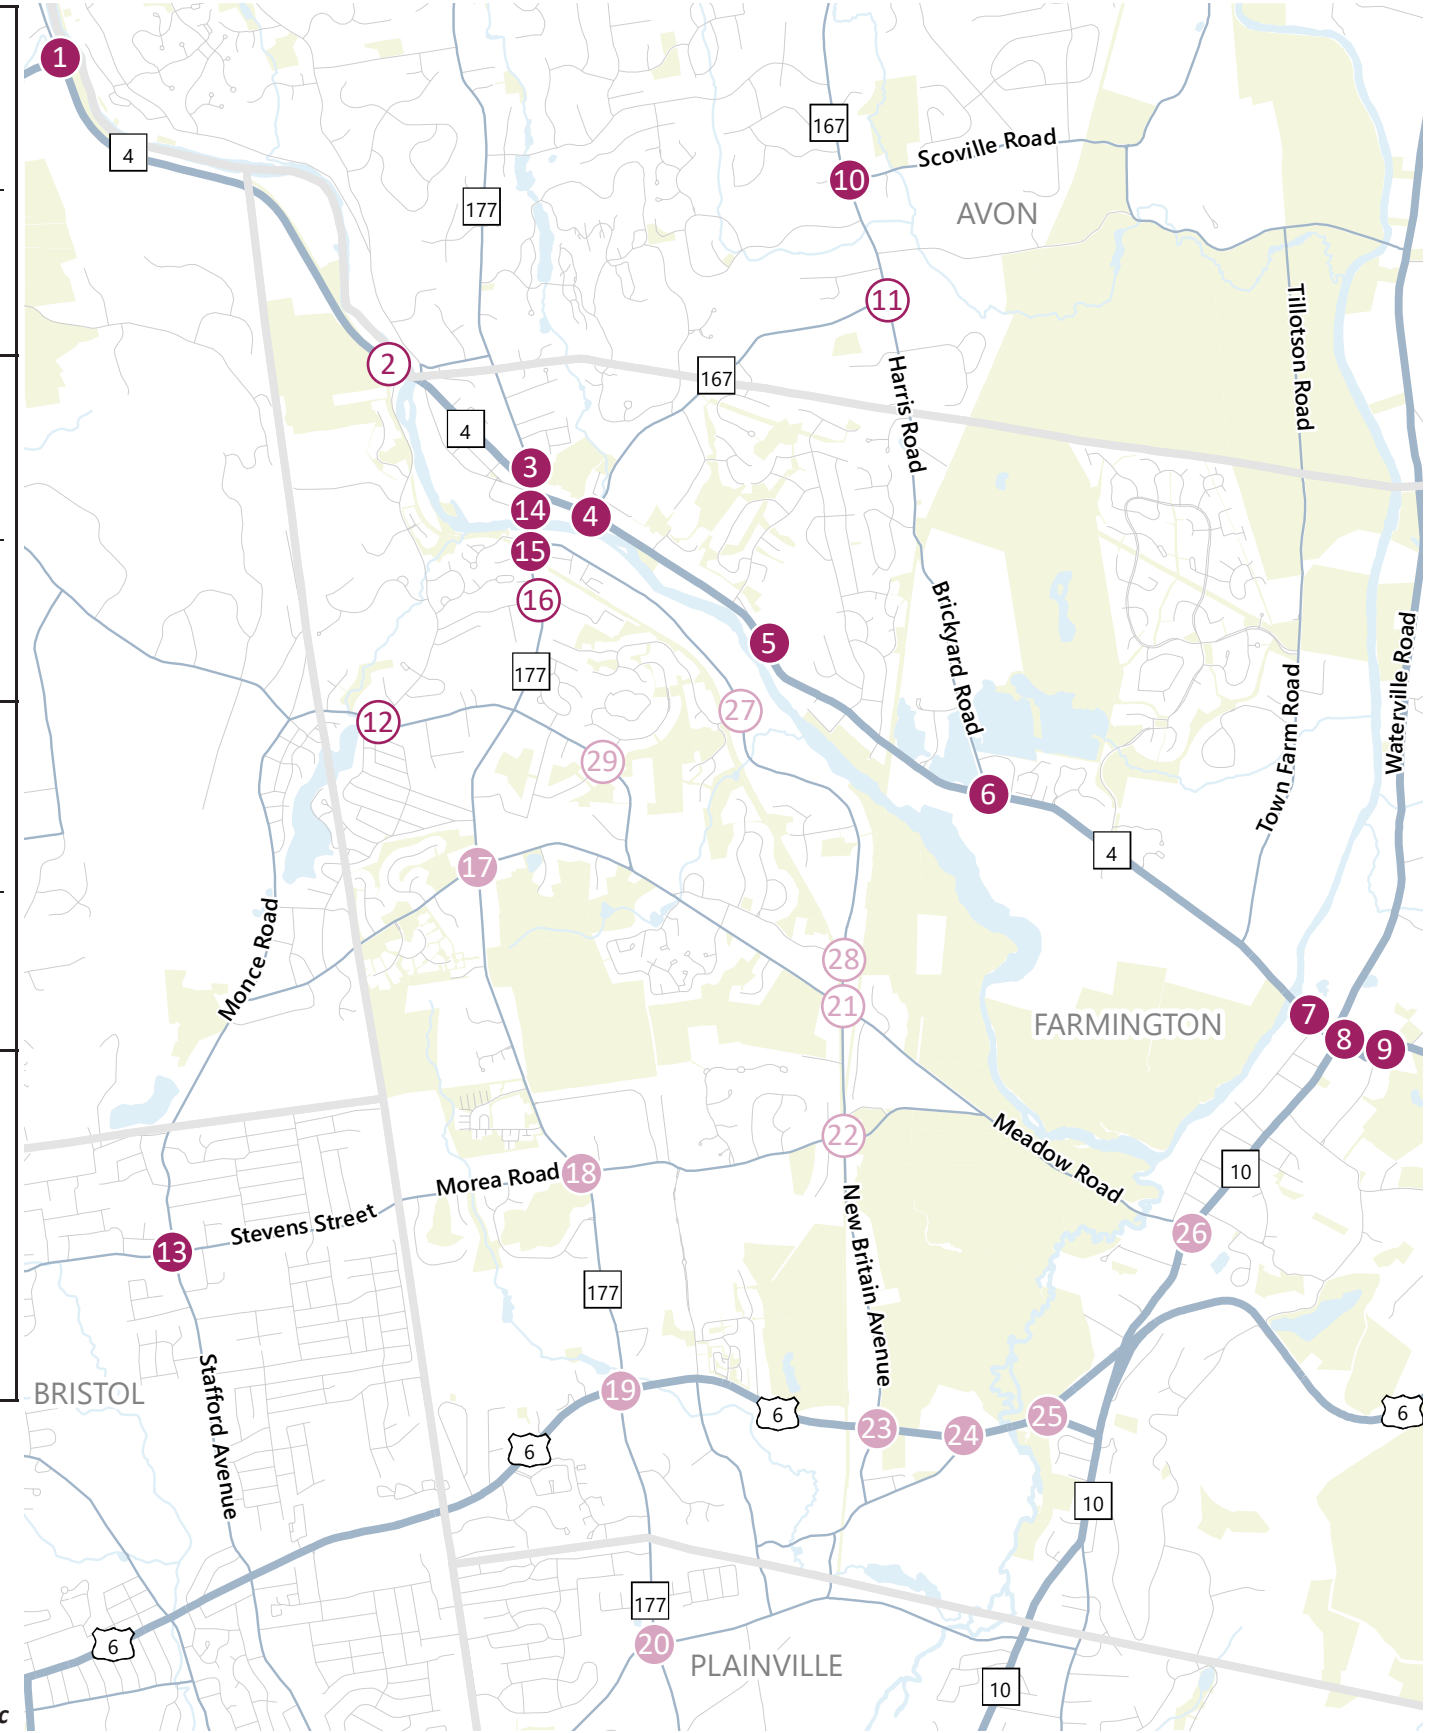 1
4
167
Scoville Road
10
177
AVON
11
Tillotson Road
2
167
Harris Road
4
3
14
4
15
16
Brickyard Road
5
Waterville Road
177
Town Farm Road
27
12
29
6
4
17
Monce Road
28
21
7
FARMINGTON
8
9
22
Meadow Road
10
Morea Road
18
Stevens Street
New Britain Avenue
26
13
177
Stafford Avenue
BRISTOL
19
6
6
25
23
24
6
10
177
6
20
PLAINVILLE
10
c